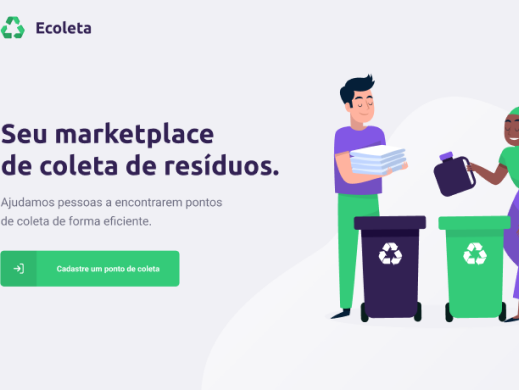 Ecoleta
Seu marketplace
de coleta de resíduos.
Ajudamos pessoas a encontrarem pontos
de coleta de forma eficiente.
Cadastre um ponto de coleta